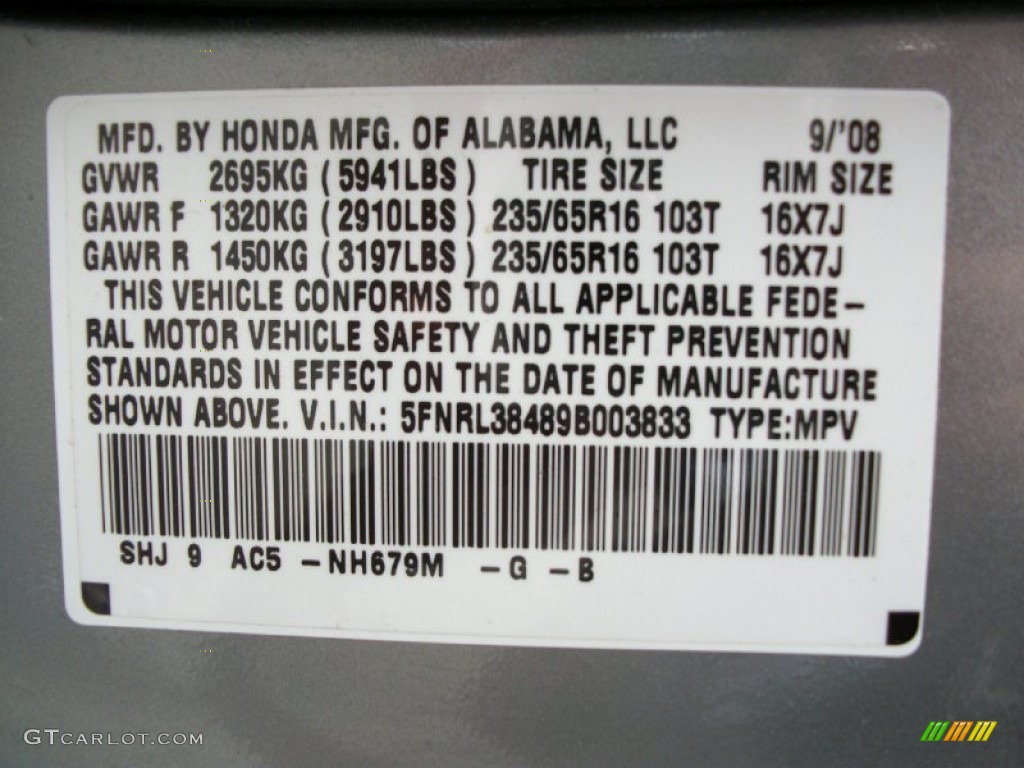 MFD. BY HONDA MFG. OF ALABAMA, LLC 9/'08
GVWR 2695KG (5941LBS) TIRE SIZE RIM SIZE
GAWR F 1320KG (2910LBS) 235/65R16 103T 16X7J
GAWR R 1450KG (3197LBS) 235/65R16 103T 16X7J
THIS VEHICLE CONFORMS TO ALL APPLICABLE FEDE-
RAL MOTOR VEHICLE SAFETY AND THEFT PREVENTION
STANDARDS IN EFFECT ON THE DATE OF MANUFACTURE
SHOWN ABOVE. V.I.N.: 5FNRL38489B003833 TYPE:MPV
SHJ 9 AC5 -NH679M -G -B
GTCARLOT.COM